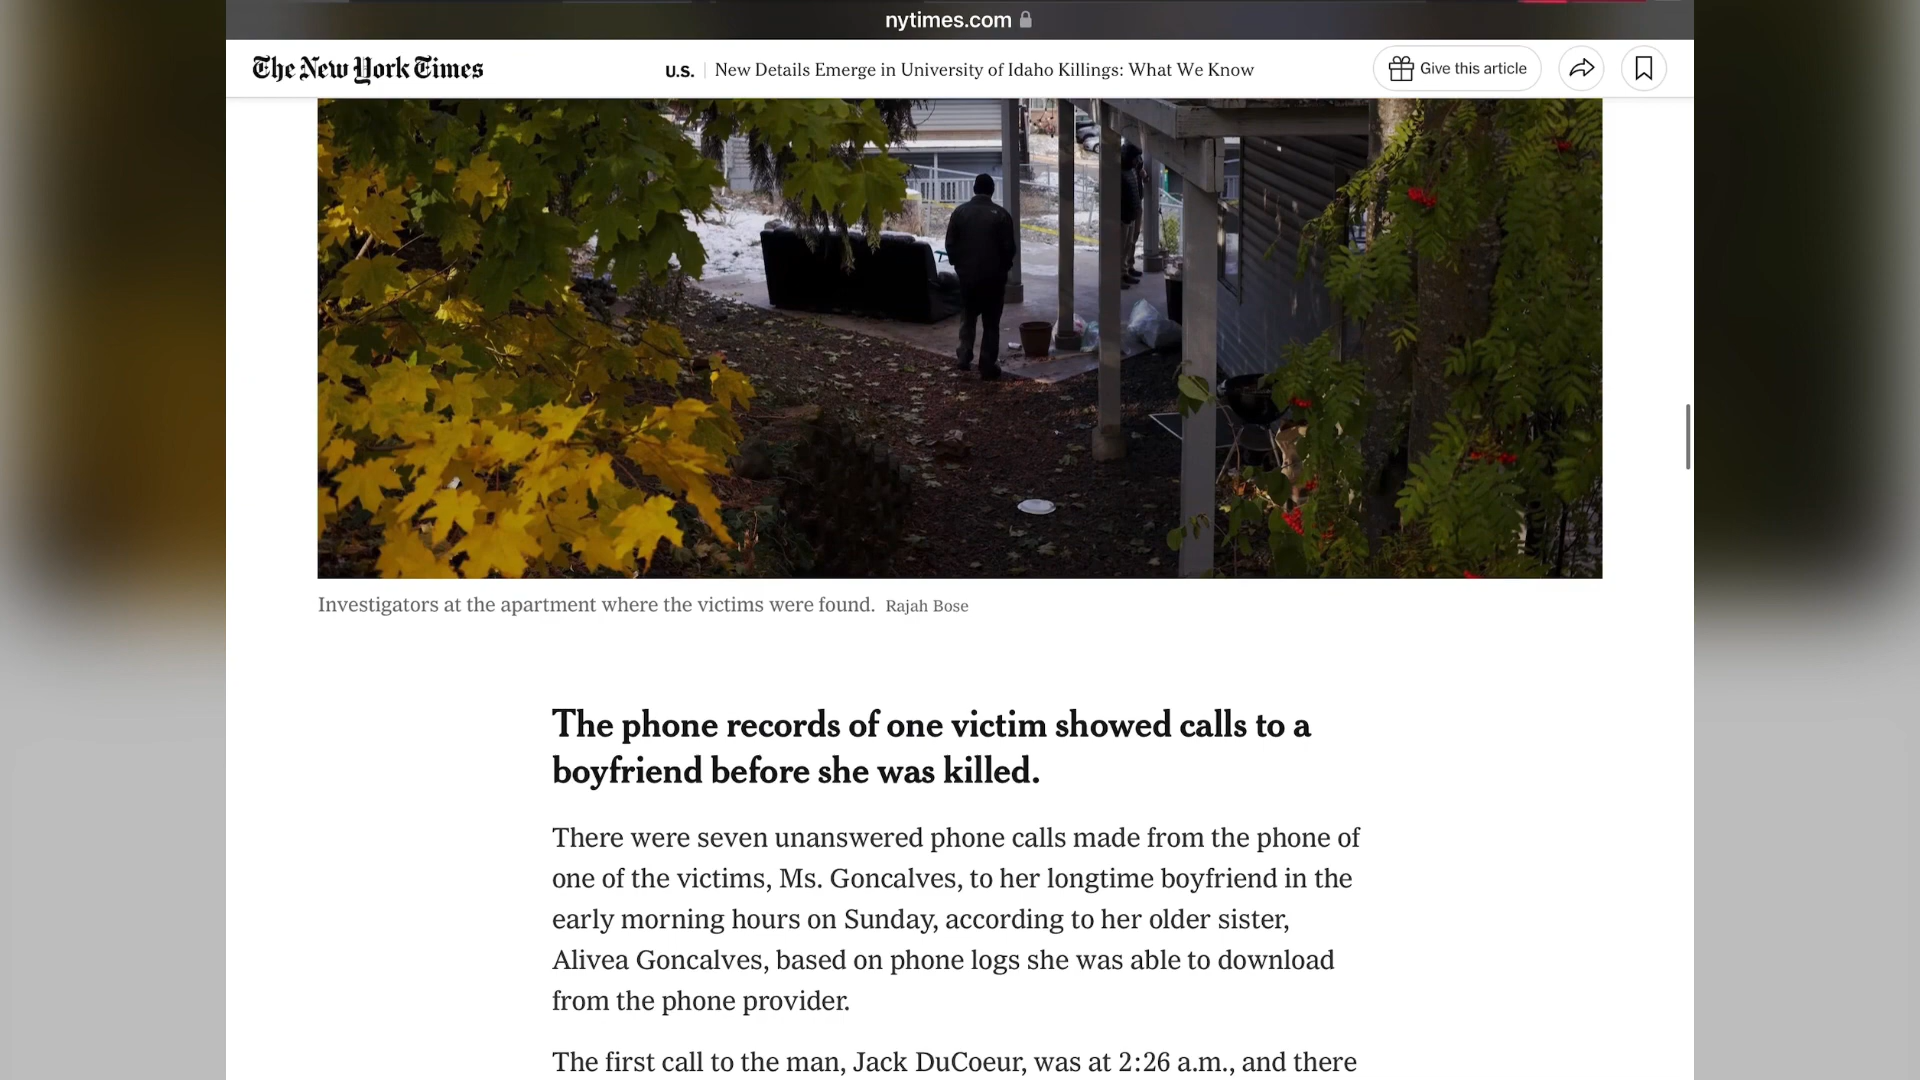 nytimes.com
The New York Times
U.S. New Details Emerge in University of Idaho Killings: What We Know
Give this article
Investigators at the apartment where the victims were found. Rajah Bose
The phone records of one victim showed calls to a
boyfriend before she was killed.
There were seven unanswered phone calls made from the phone of
one of the victims, Ms. Goncalves, to her longtime boyfriend in the
early morning hours on Sunday, according to her older sister,
Alivea Goncalves, based on phone logs she was able to download
from the phone provider.
The first call to the man, Jack DuCoeur, was at 2:26 a.m., and there